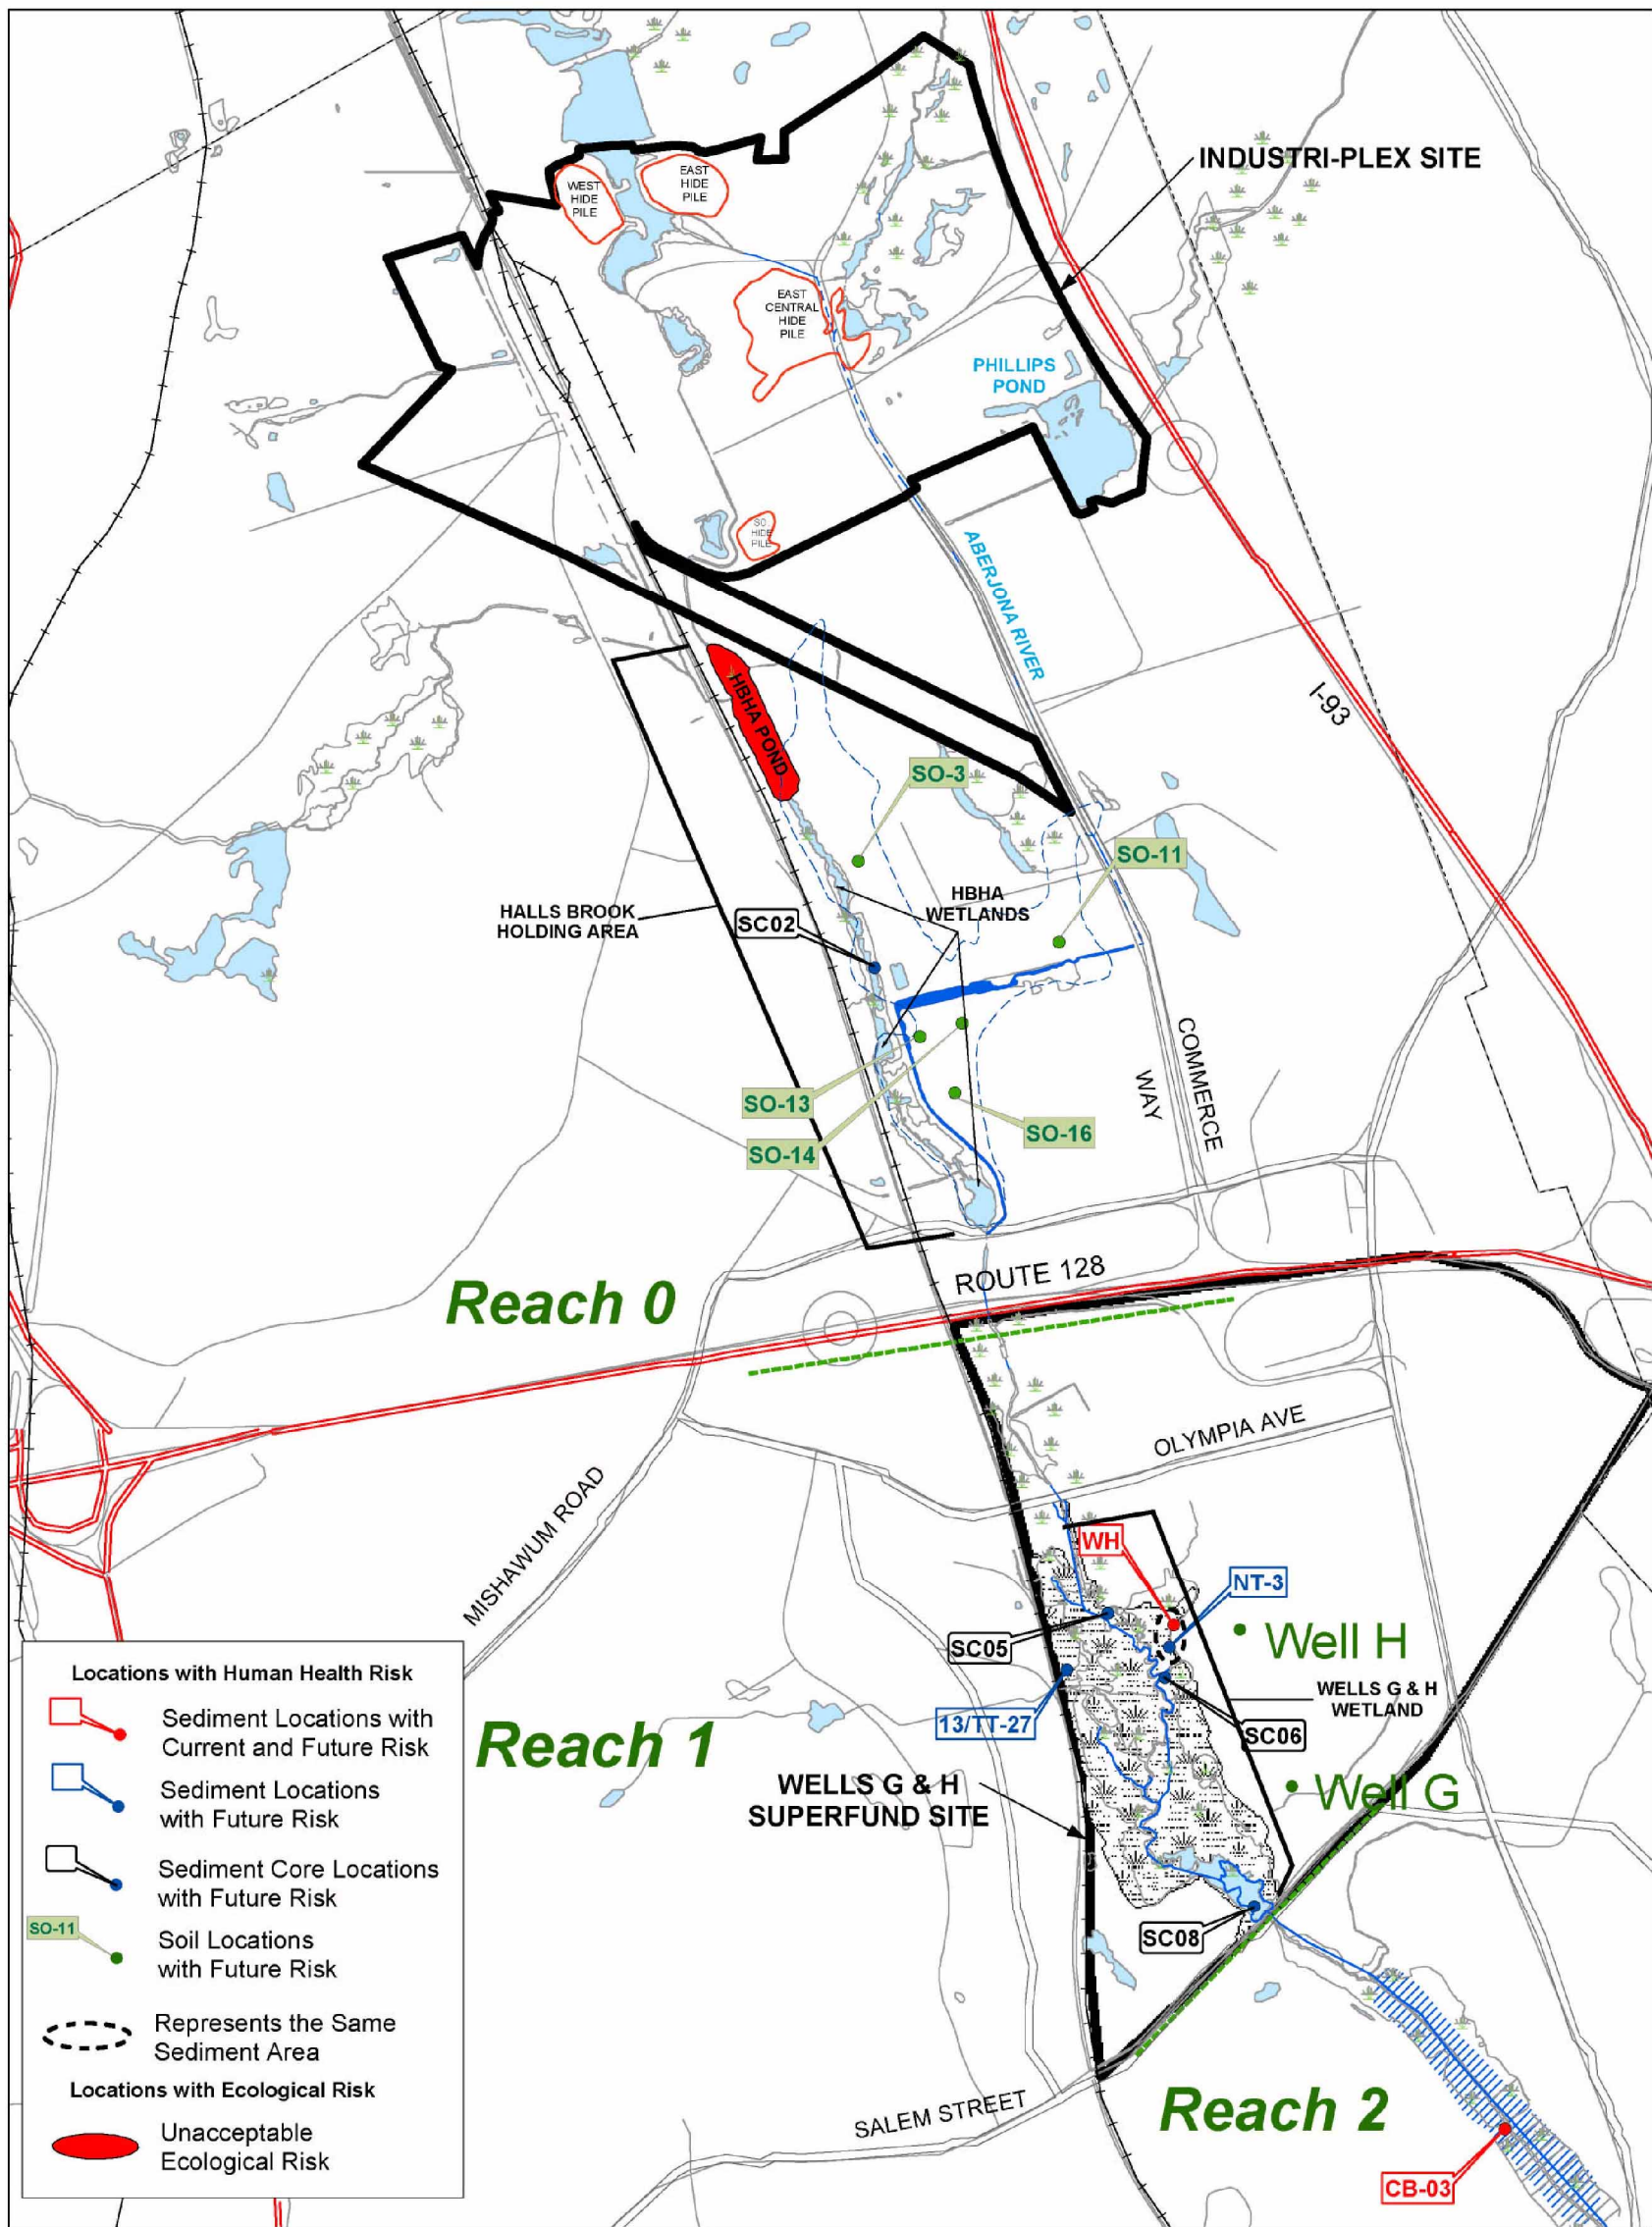 INDUSTRI-PLEX SITE
WEST
HIDE
PILE
EAST
HIDE
PILE
EAST
CENTRAL
HIDE
PILE
PHILLIPS
POND
SO
HIDE
PILE
ABERJONA RIVER
I-93
HBHA POND
SO-3
SO-11
HALLS BROOK
HOLDING AREA
SC02
HBHA
WETLANDS
COMMERCE
WAY
SO-13
SO-14
SO-16
ROUTE 128
Reach 0
OLYMPIA AVE
MISHAWUM ROAD
WH
NT-3
SC05
Well H
WELLS G & H
WETLAND
13/TT-27
SC06
Reach 1
WELLS G & H
SUPERFUND SITE
Well G
SC08
SALEM STREET
Reach 2
CB-03
Locations with Human Health Risk
Sediment Locations with
Current and Future Risk
Sediment Locations
with Future Risk
Sediment Core Locations
with Future Risk
SO-11
Soil Locations
with Future Risk
Represents the Same
Sediment Area
Locations with Ecological Risk
Unacceptable
Ecological Risk